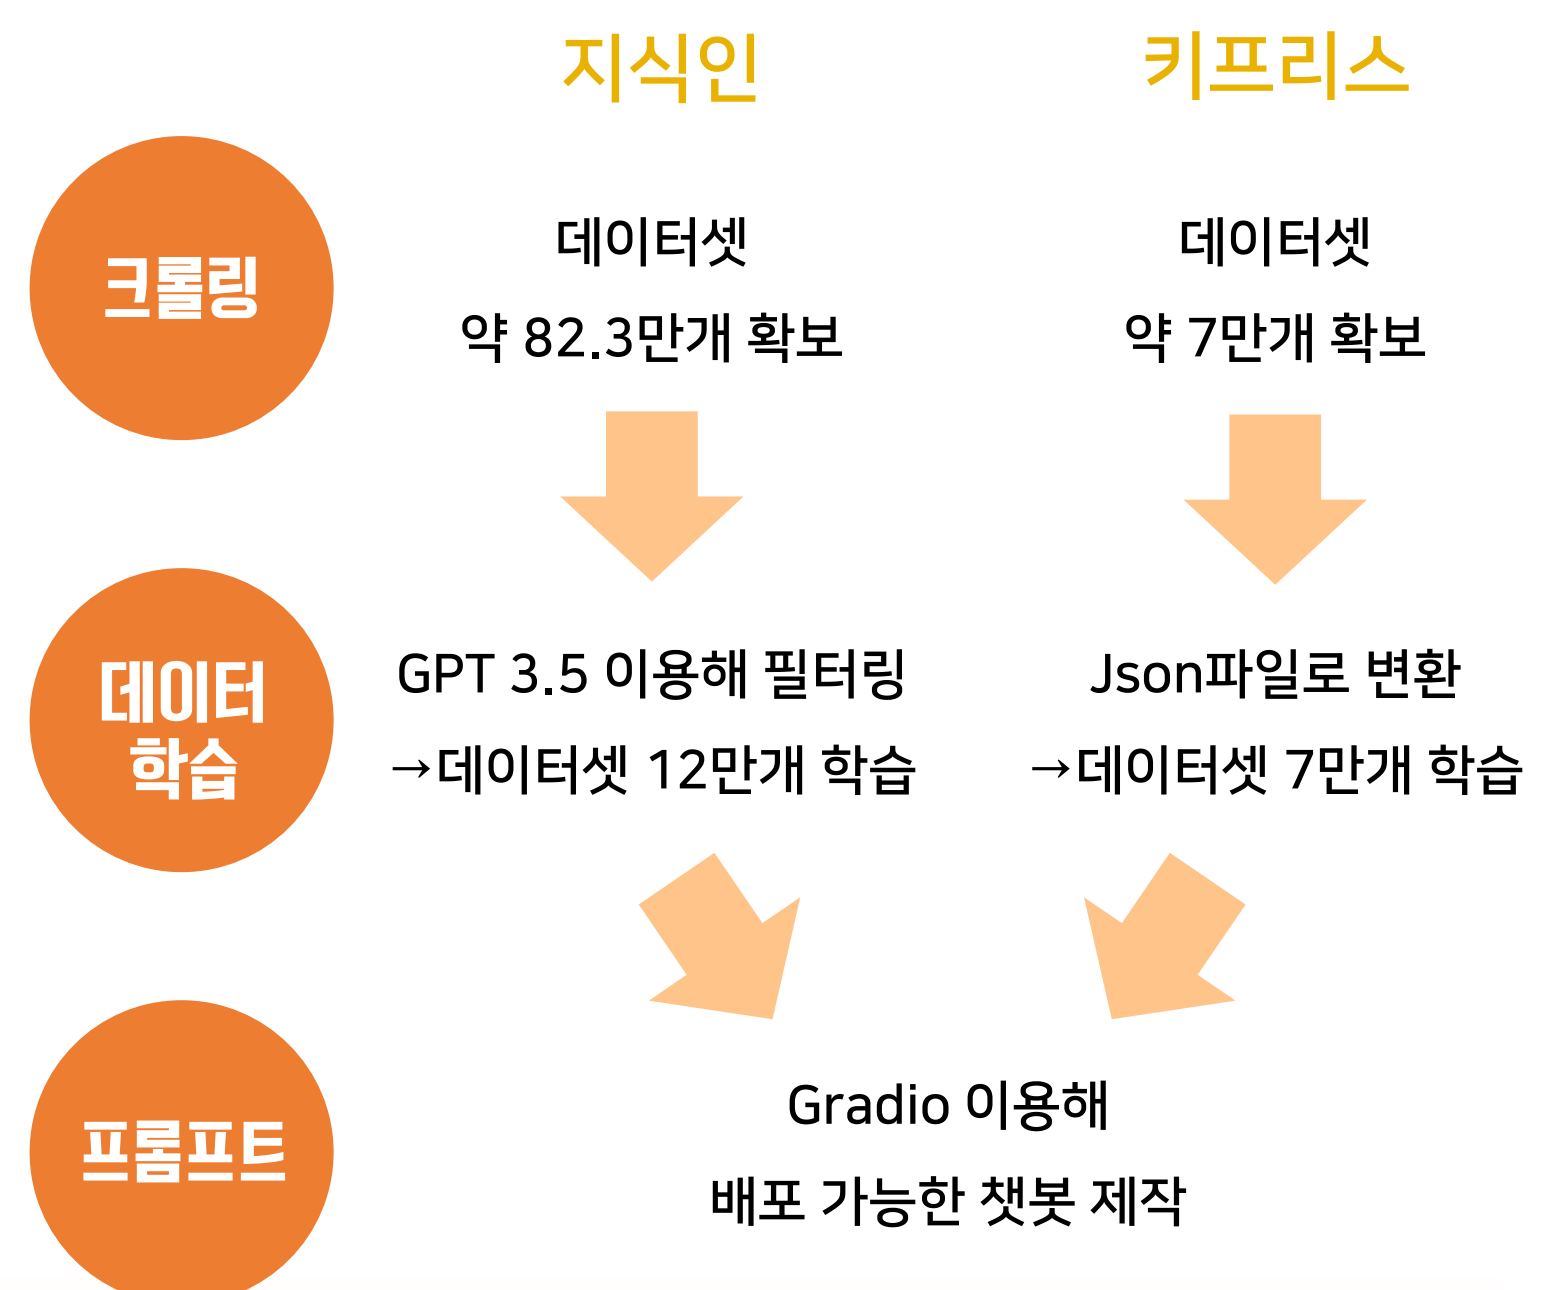 지식인
키프리스
크롤링
데이터셋
약 82.3만개 확보
데이터셋
약 7만개 확보
데이터
학습
GPT 3.5 이용해 필터링
→데이터셋 12만개 학습
Json파일로 변환
→데이터셋 7만개 학습
프롬프트
Gradio 이용해
배포 가능한 챗봇 제작